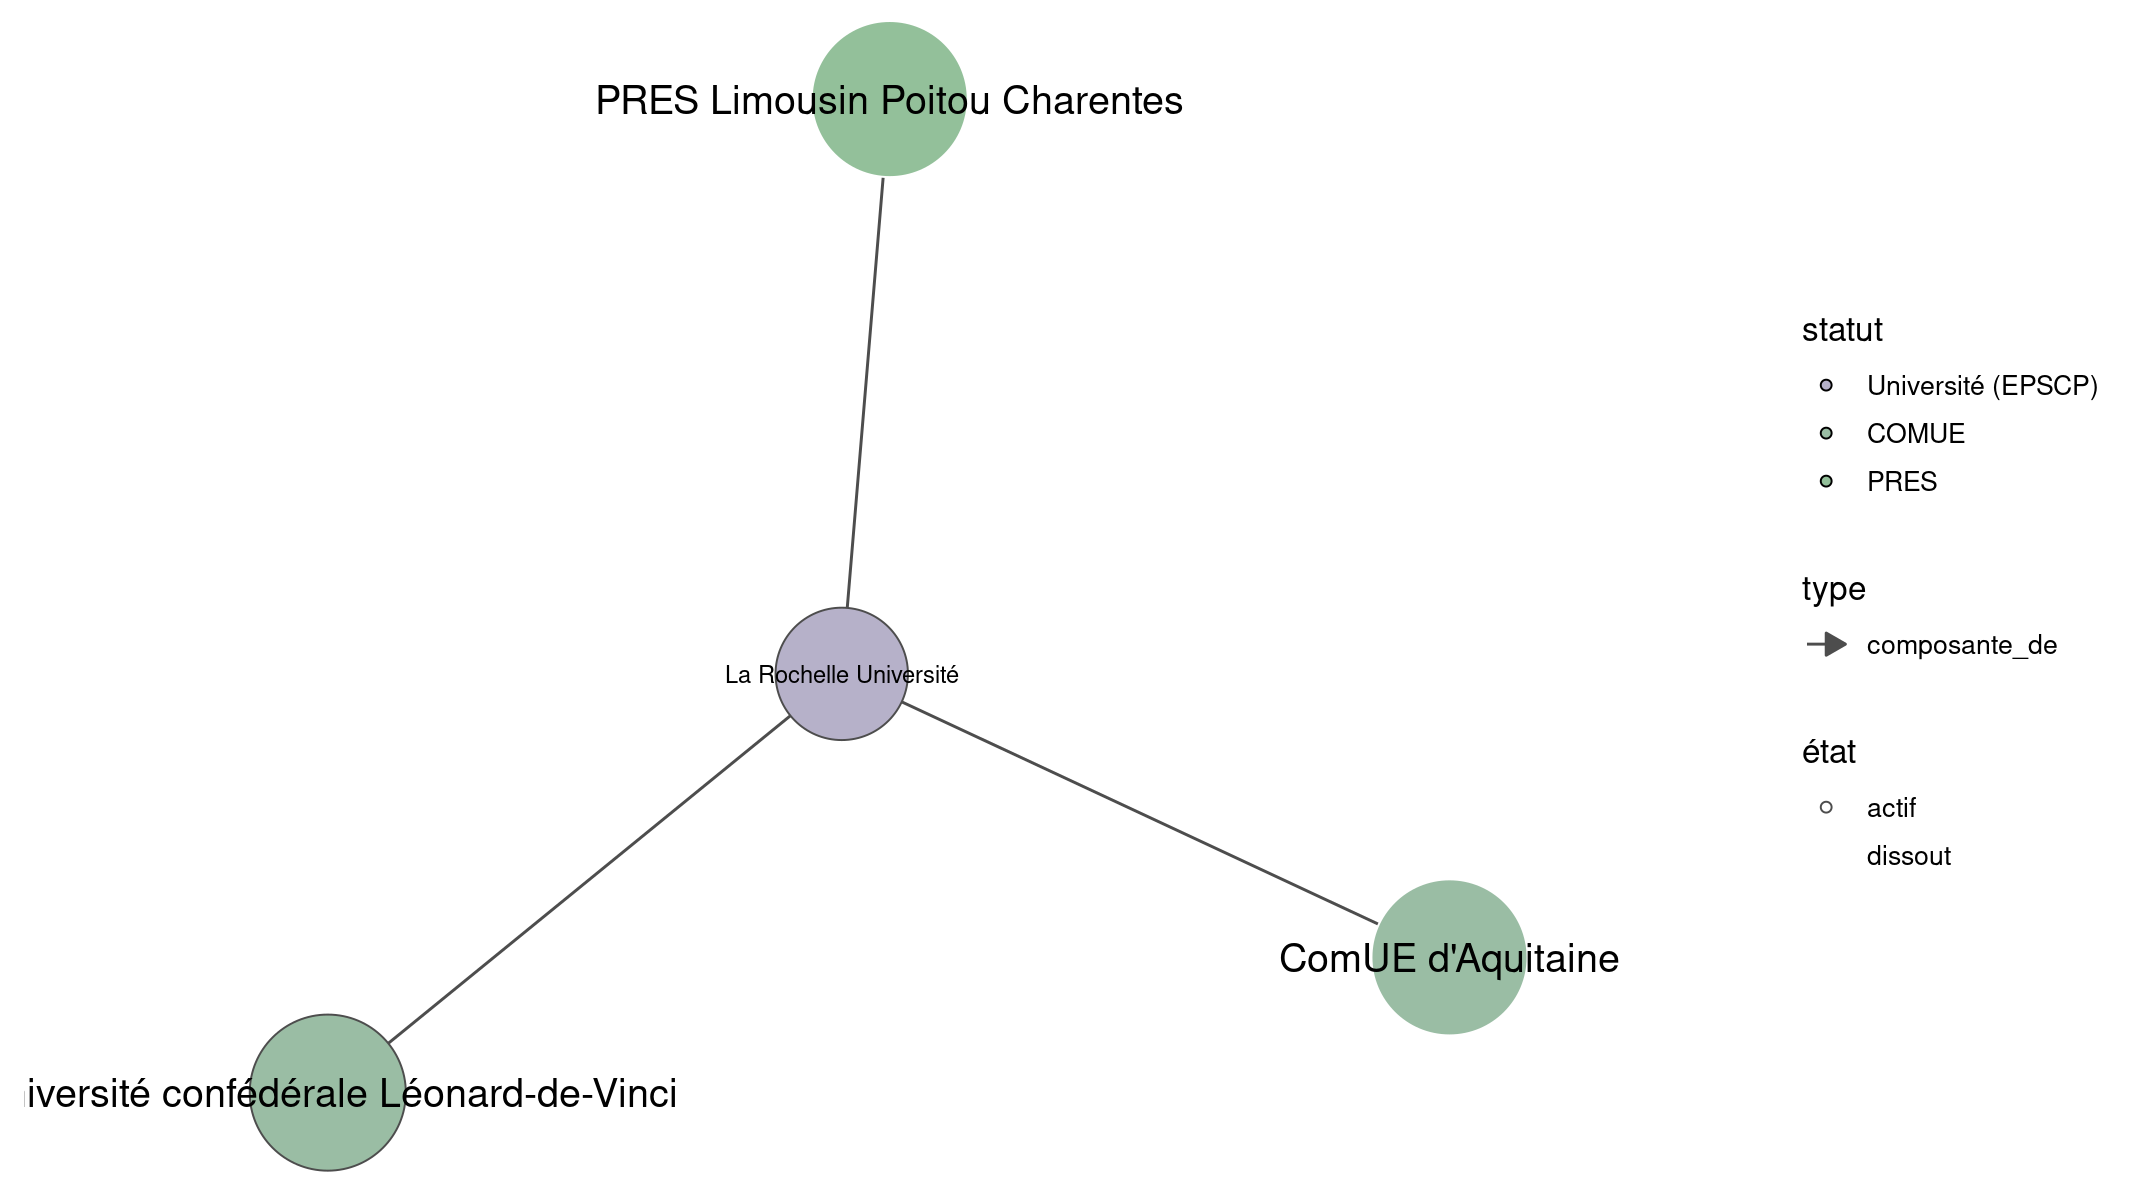 PRES Limousin Poitou Charentes
La Rochelle Université
ComUE d'Aquitaine
iversité confédérale Léonard-de-Vinci
statut
Université (EPSCP)
COMUE
PRES
type
composante_de
état
actif
dissout